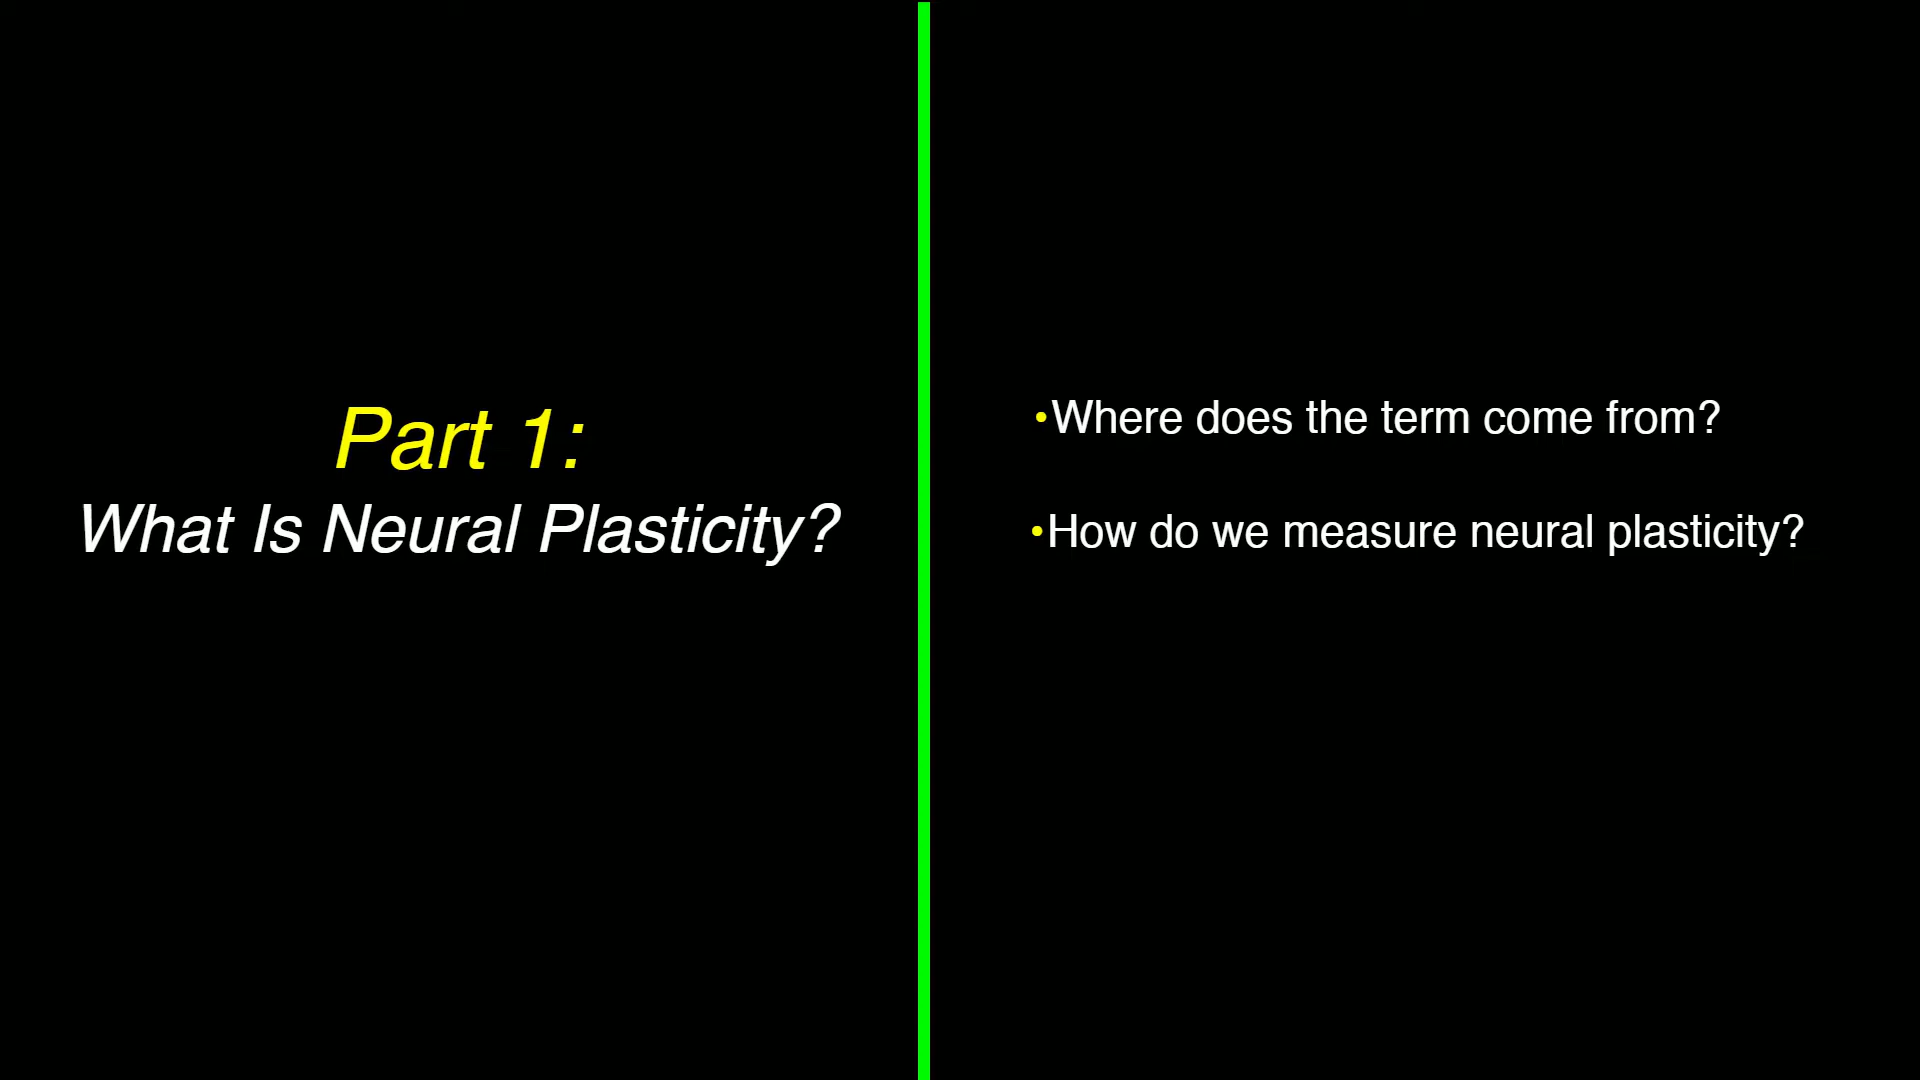 Part 1:
What Is Neural Plasticity?
•Where does the term come from?
•How do we measure neural plasticity?